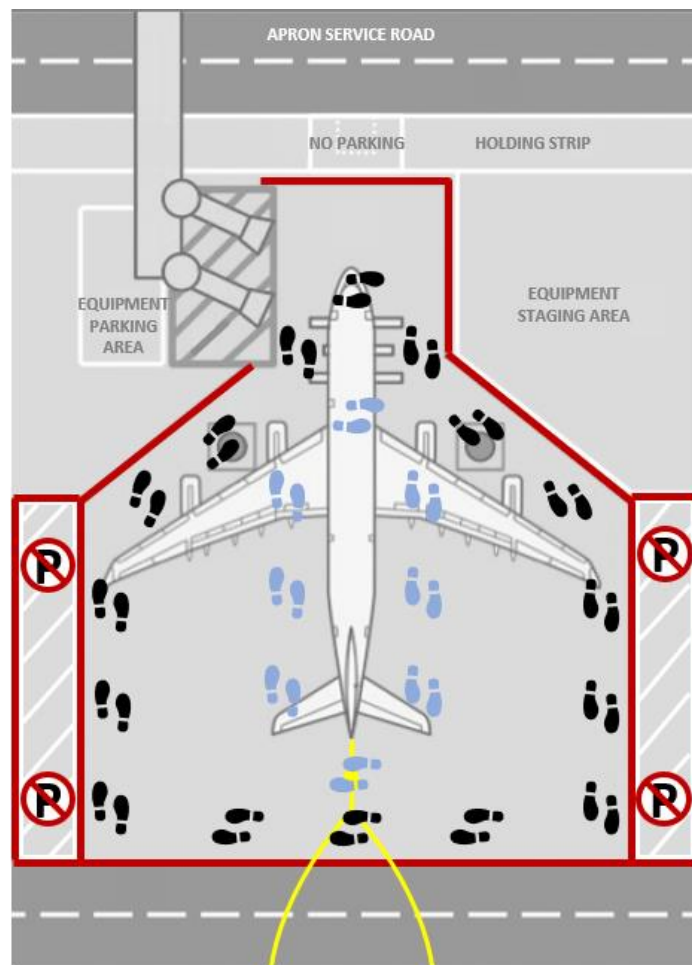 APRON SERVICE ROAD
NO PARKING
HOLDING STRIP
EQUIPMENT
PARKING
AREA
EQUIPMENT
STAGING AREA
P
P
P
P